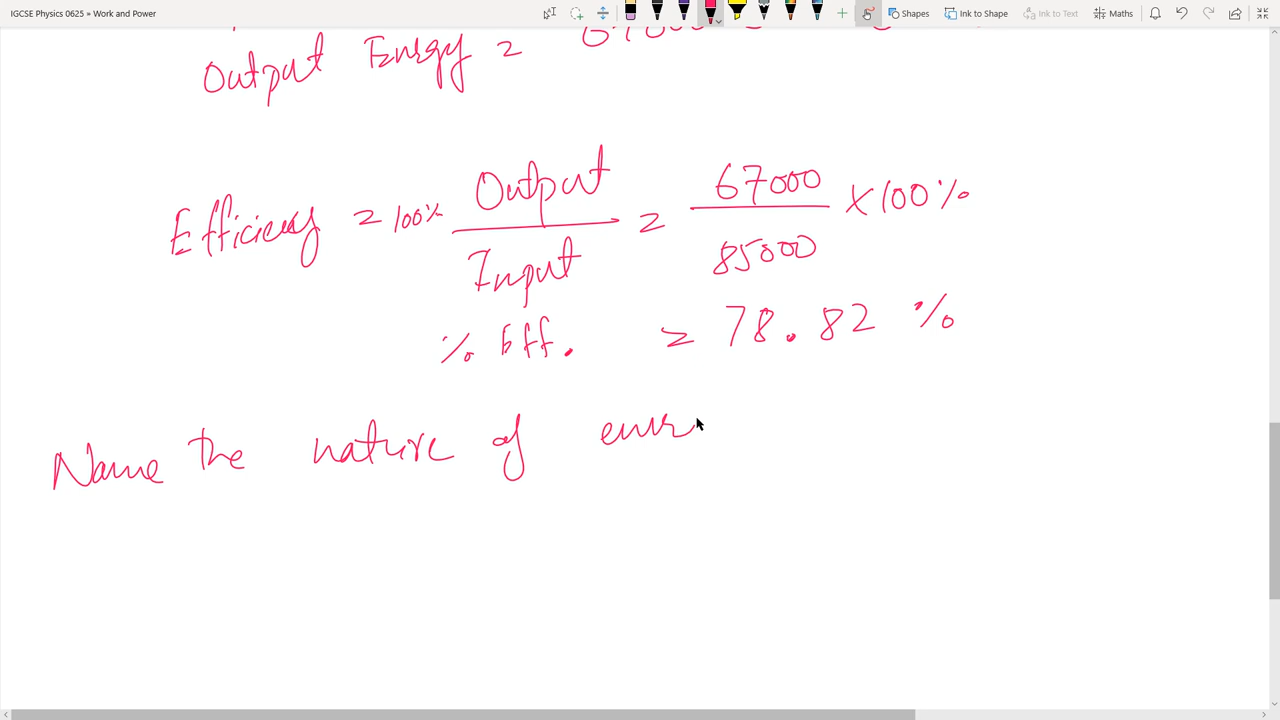 IGCSE Physics 0625 » Work and Power
Shapes
Ink to Shape
Ink to Text
Maths
Output Energy = 67000
Efficiency = 100% Output / Input = 67000 / 85000 × 100%
% Eff. = 78.82 %
Name the nature of ener